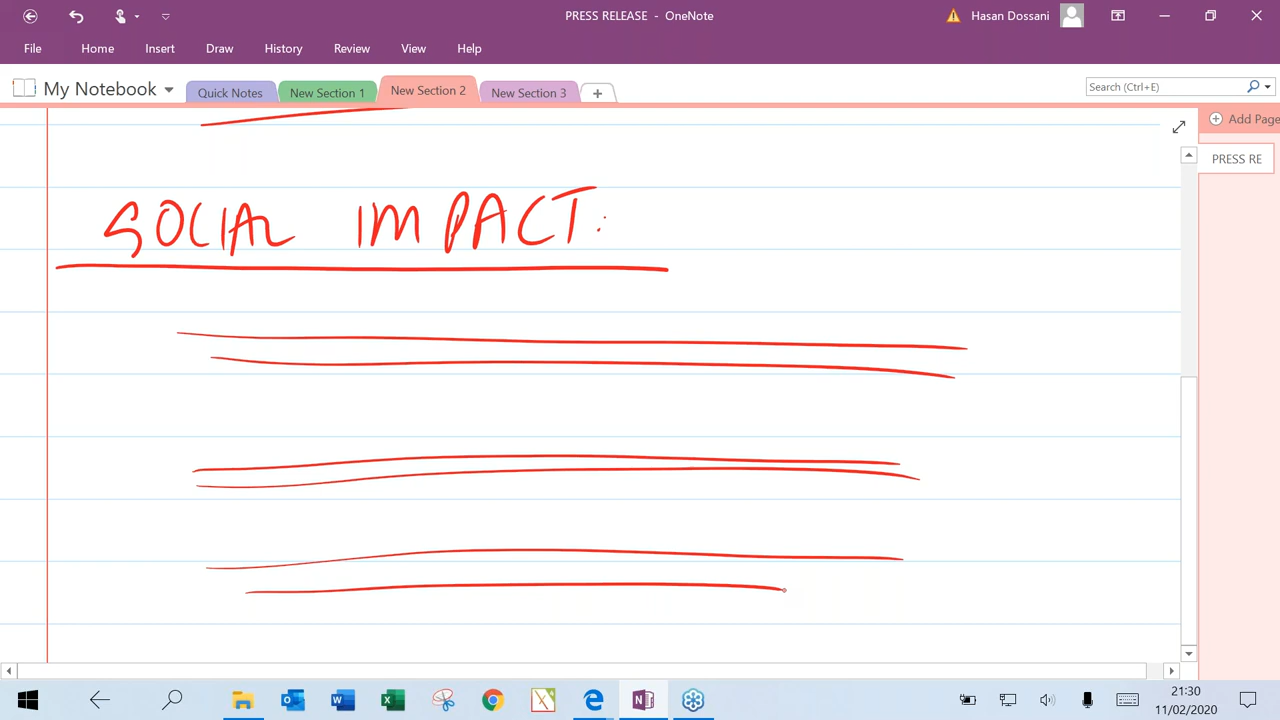 PRESS RELEASE - OneNote
Hasan Dossani
File Home Insert Draw History Review View Help
My Notebook
Quick Notes
New Section 1
New Section 2
New Section 3
Search (Ctrl+E)
Add Page
PRESS RE
SOCIAL IMPACT:
21:30
11/02/2020